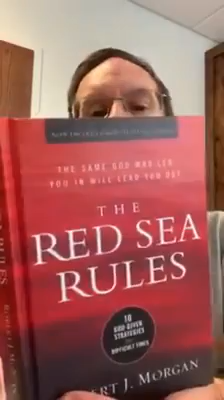 THE SAME GOD WHO LED
YOU IN WILL LEAD YOU OUT
THE
RED SEA
RULES
10
GOD-GIVEN
STRATEGIES
FOR
DIFFICULT TIMES
J. MORGAN